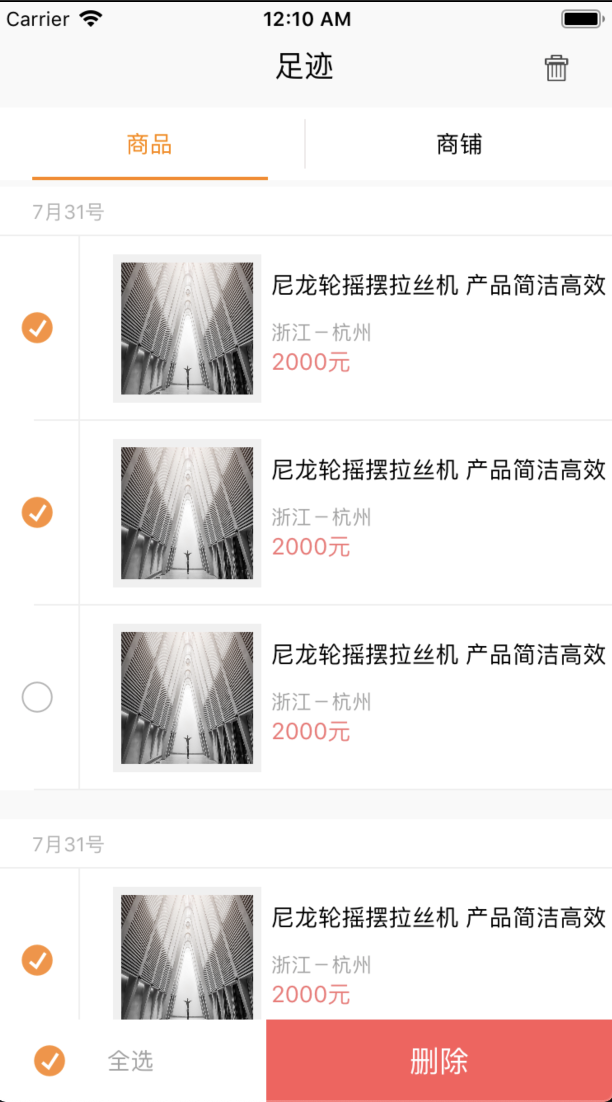 Carrier 12:10 AM
足迹
商品 商铺
7月31号
尼龙轮摇摆拉丝机 产品简洁高效
浙江－杭州
2000元
尼龙轮摇摆拉丝机 产品简洁高效
浙江－杭州
2000元
尼龙轮摇摆拉丝机 产品简洁高效
浙江－杭州
2000元
7月31号
尼龙轮摇摆拉丝机 产品简洁高效
浙江－杭州
2000元
全选 删除